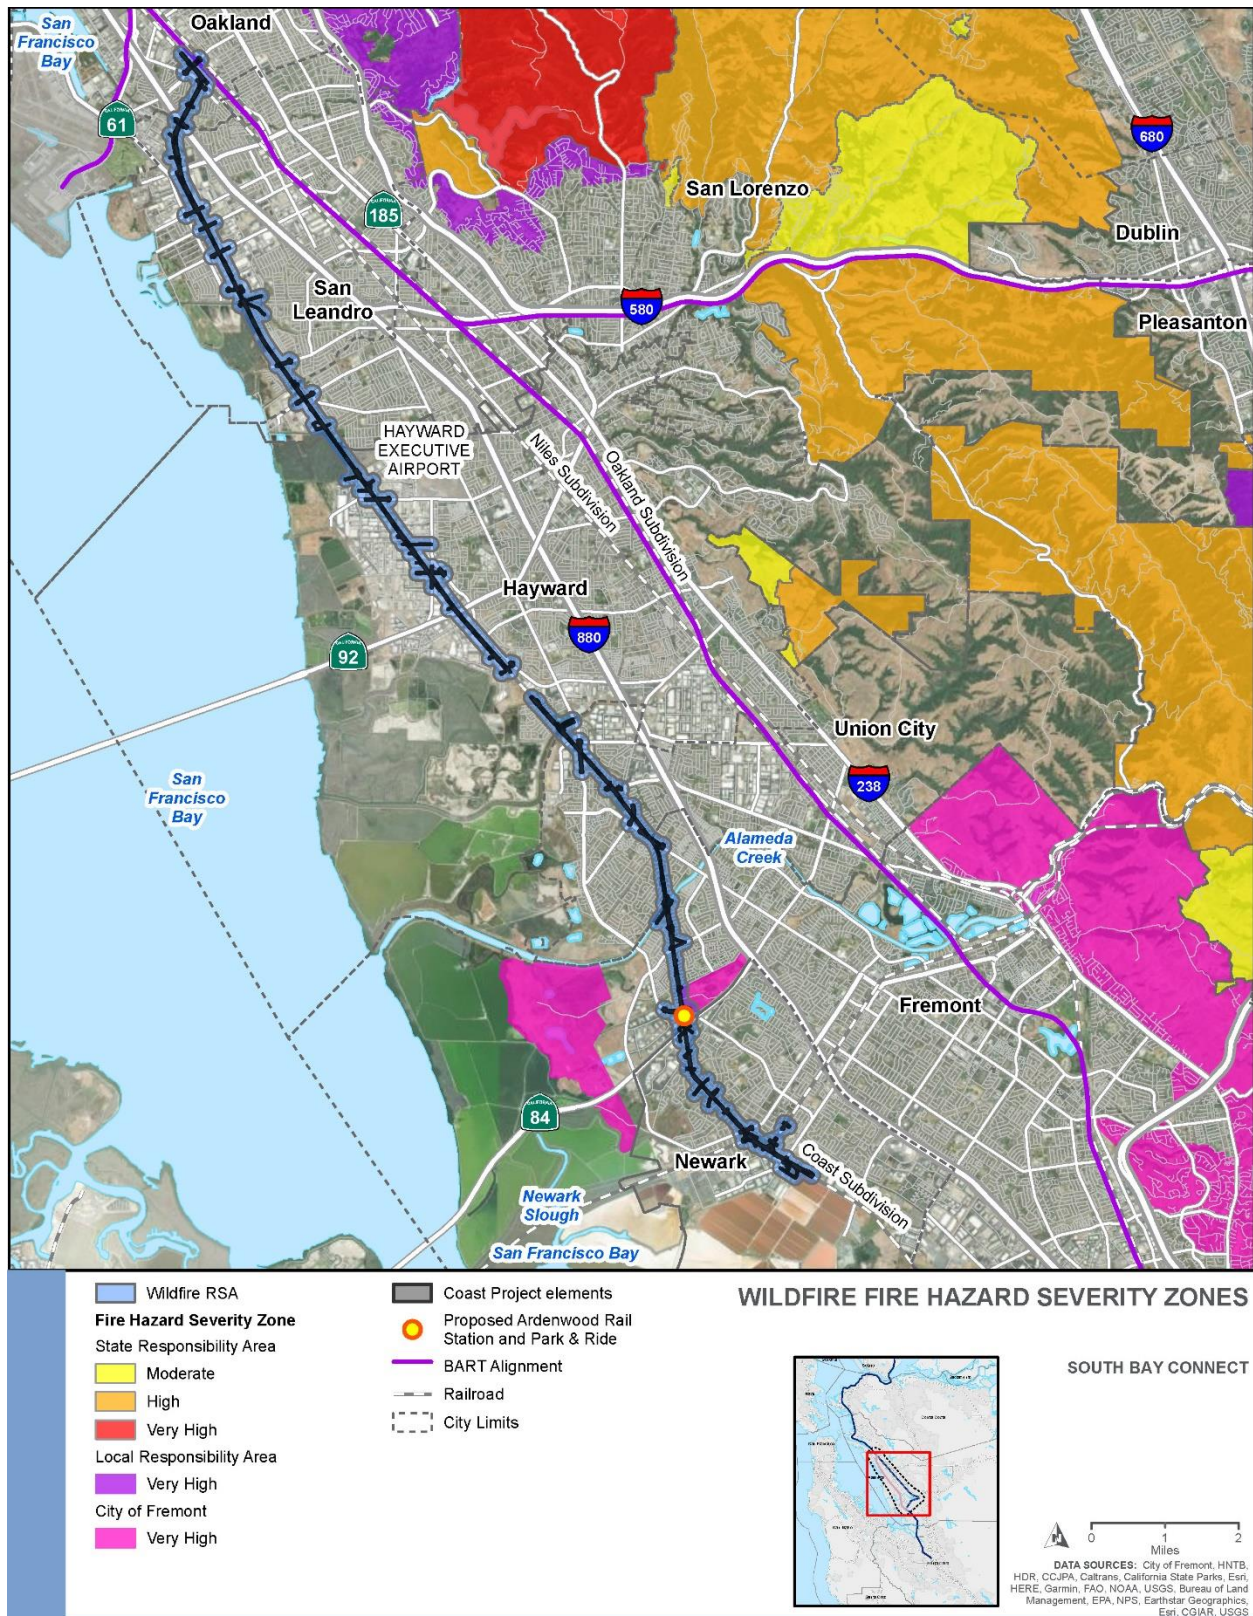 San
Francisco
Bay
Oakland
61
680
San Lorenzo
185
Dublin
San
Leandro
580
Pleasanton
HAYWARD
EXECUTIVE
AIRPORT
Niles Subdivision
Oakland Subdivision
Hayward
880
92
Union City
San
Francisco
Bay
238
Alameda
Creek
Fremont
84
Newark
Coast Subdivision
Newark
Slough
San Francisco Bay
Wildfire RSA
Fire Hazard Severity Zone
State Responsibility Area
Moderate
High
Very High
Local Responsibility Area
Very High
City of Fremont
Very High
Coast Project elements
Proposed Ardenwood Rail
Station and Park & Ride
BART Alignment
Railroad
City Limits
WILDFIRE FIRE HAZARD SEVERITY ZONES
SOUTH BAY CONNECT
N
0 1 2
Miles
DATA SOURCES: City of Fremont, HNTB,
HDR, CCJPA, Caltrans, California State Parks, Esri,
HERE, Garmin, FAO, NOAA, USGS, Bureau of Land
Management, EPA, NPS, Earthstar Geographics,
Esri, CGIAR, USGS